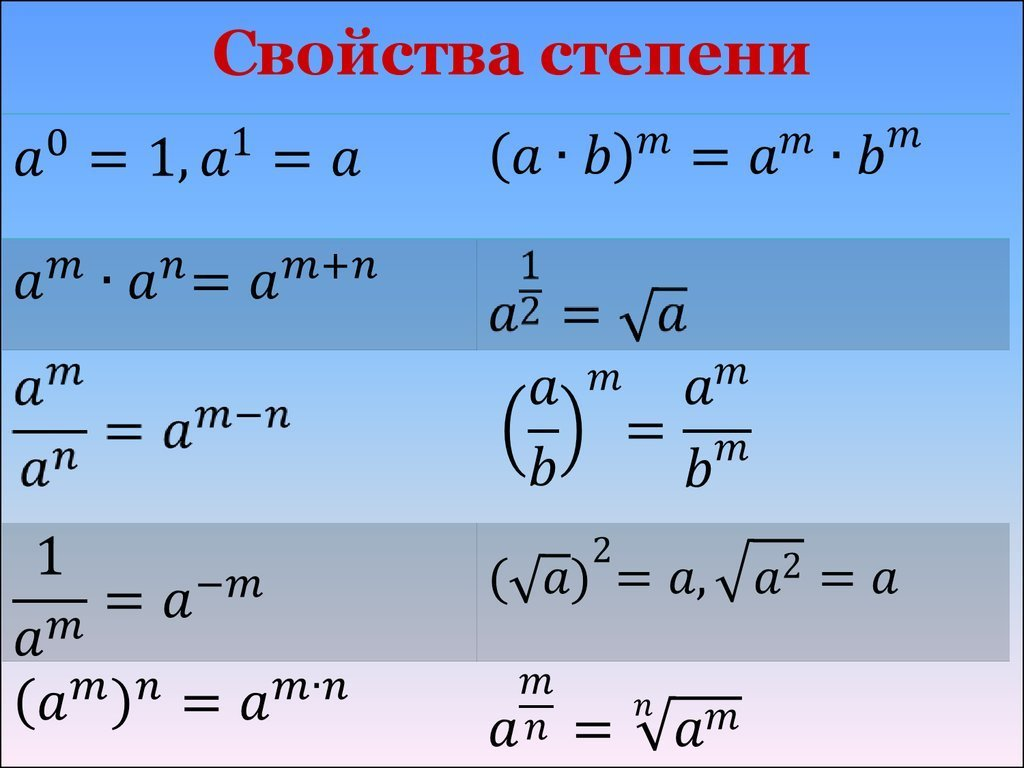 Свойства степени
a⁰ = 1, a¹ = a
(a · b)ᵐ = aᵐ · bᵐ
aᵐ · aⁿ = aᵐ⁺ⁿ
a^(1/2) = √a
aᵐ/aⁿ = aᵐ⁻ⁿ
(a/b)ᵐ = aᵐ/bᵐ
1/aᵐ = a⁻ᵐ
(√a)² = a, √a² = a
(aᵐ)ⁿ = a^(m·n)
a^(m/n) = ⁿ√aᵐ